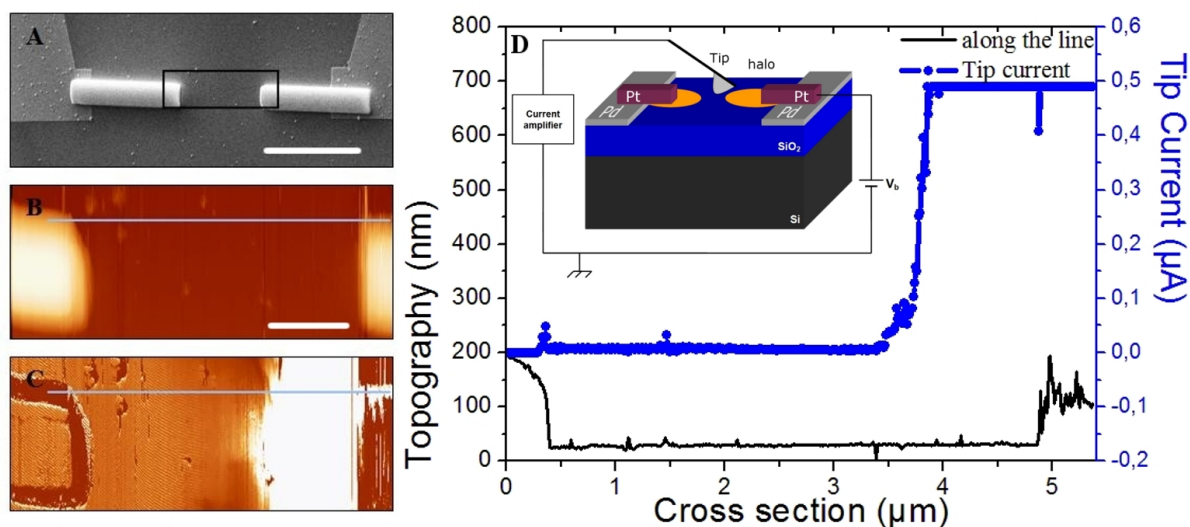 A
B
C
D
800
700
600
500
400
300
200
100
0
Topography (nm)
0
1
2
3
4
5
Cross section (µm)
0,6
0,5
0,4
0,3
0,2
0,1
0,0
-0,1
-0,2
Tip Current (µA)
along the line
Tip current
Tip
halo
Pt
Pt
Pd
Pd
Current
amplifier
SiO₂
Si
V_b